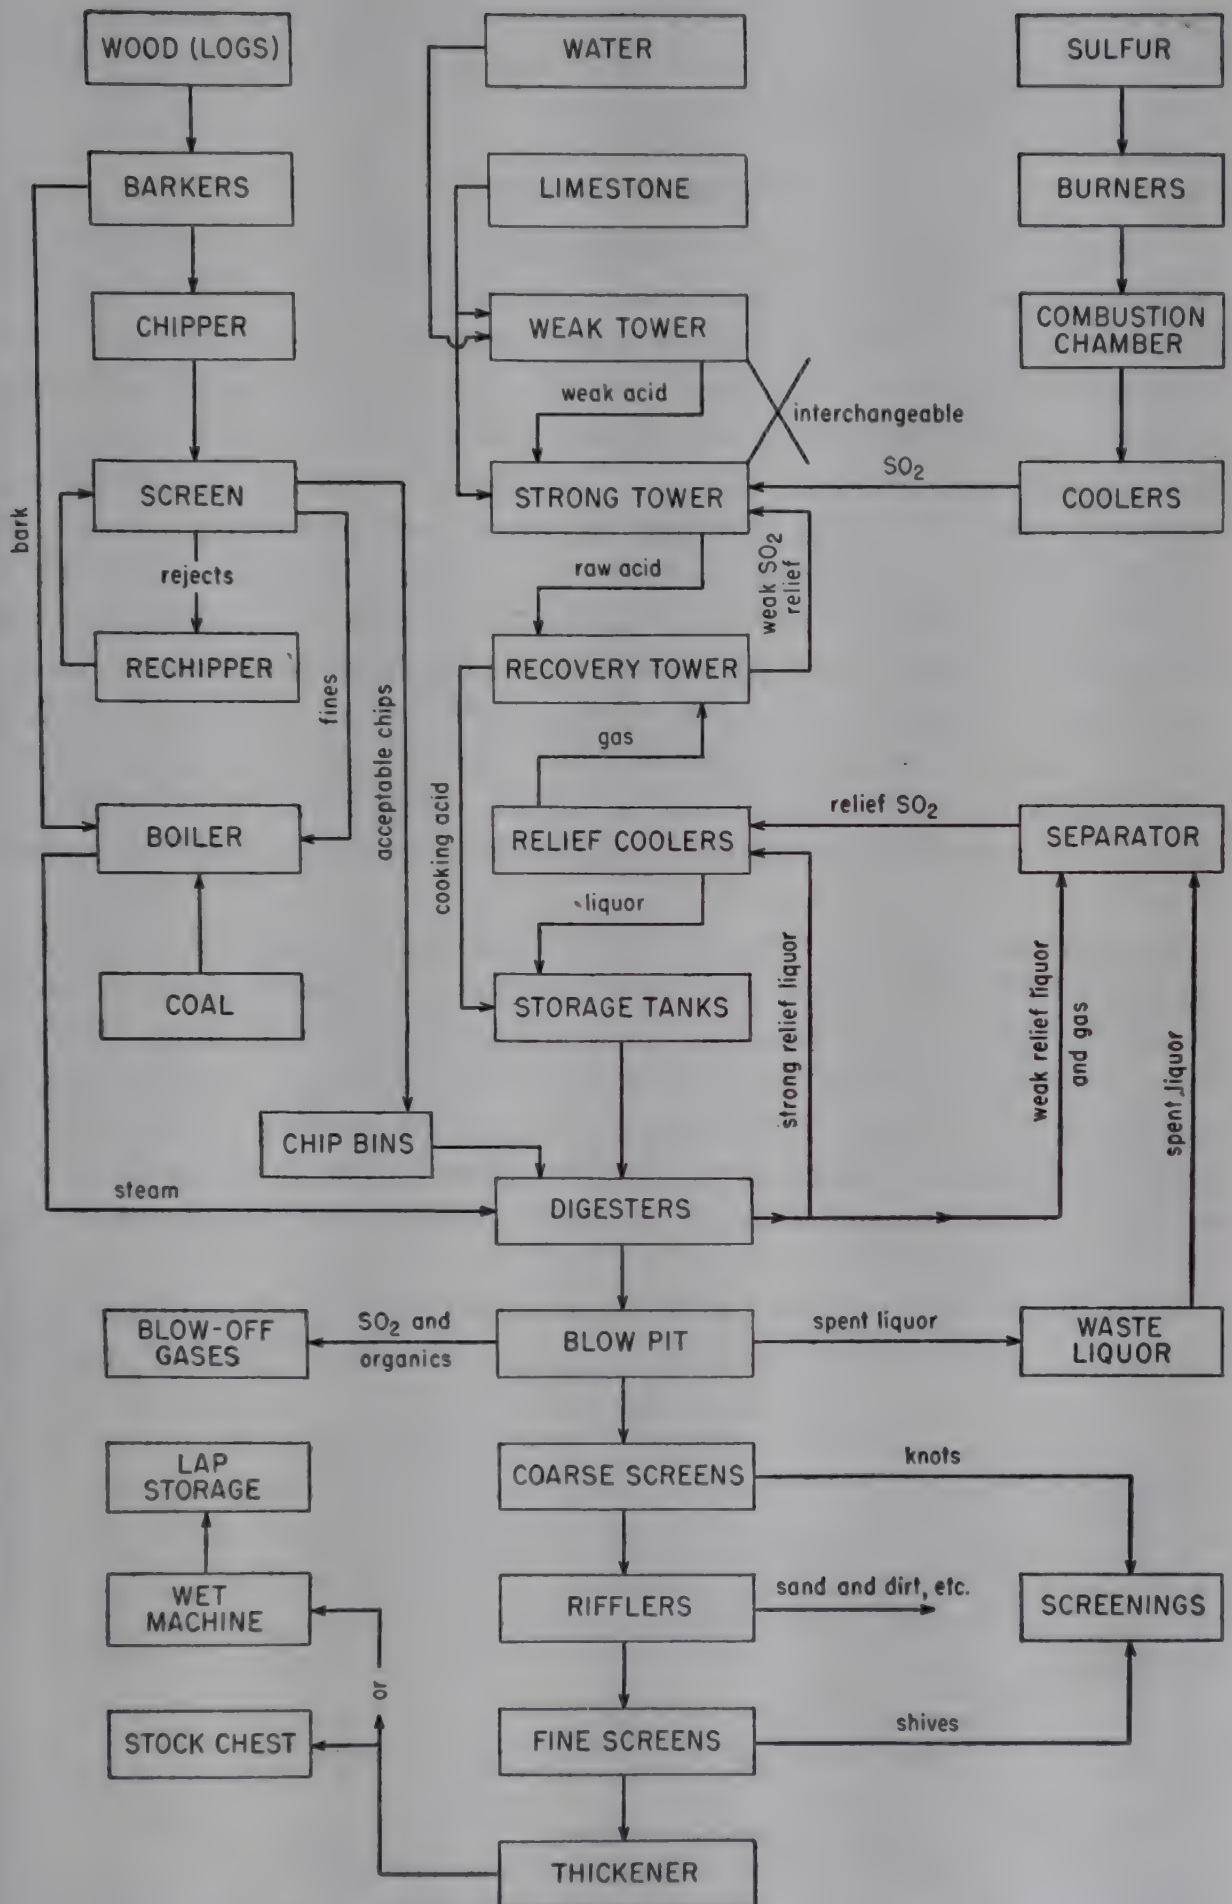 WOOD (LOGS)
WATER
SULFUR
BARKERS
LIMESTONE
BURNERS
CHIPPER
WEAK TOWER
COMBUSTION
CHAMBER
weak acid
interchangeable
SCREEN
STRONG TOWER
SO₂
COOLERS
bark
rejects
raw acid
weak SO₂
relief
RECHIPPER
RECOVERY TOWER
fines
acceptable chips
gas
cooking acid
BOILER
RELIEF COOLERS
relief SO₂
SEPARATOR
liquor
COAL
STORAGE TANKS
strong relief liquor
weak relief liquor
and gas
spent liquor
CHIP BINS
steam
DIGESTERS
BLOW-OFF
GASES
SO₂ and
organics
BLOW PIT
spent liquor
WASTE
LIQUOR
LAP
STORAGE
COARSE SCREENS
knots
WET
MACHINE
RIFFLERS
sand and dirt, etc.
SCREENINGS
or
STOCK CHEST
FINE SCREENS
shives
THICKENER